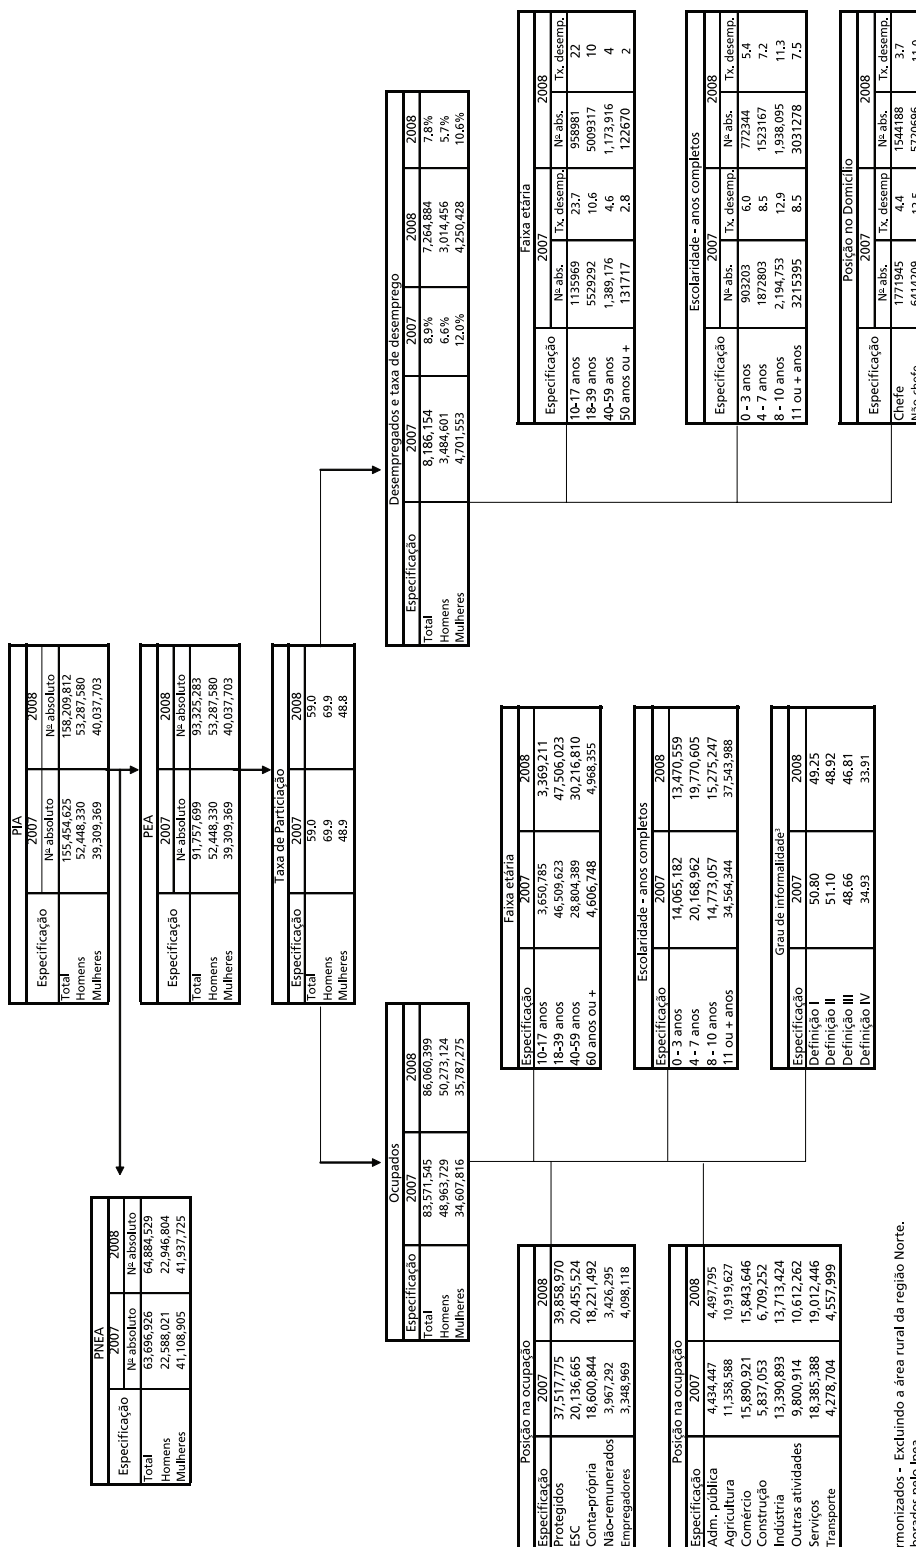 PIA
Especificação 2007 2008
Nº absoluto Nº absoluto
Total 155,454,625 158,209,812
Homens 52,448,330 53,287,580
Mulheres 39,309,369 40,037,703
PNEA
Especificação 2007 2008
Nº absoluto Nº absoluto
Total 63,696,926 64,884,529
Homens 22,588,021 22,946,804
Mulheres 41,108,905 41,937,725
PEA
Especificação 2007 2008
Nº absoluto Nº absoluto
Total 91,757,699 93,325,283
Homens 52,448,330 53,287,580
Mulheres 39,309,369 40,037,703
Taxa de Particiação
Especificação 2007 2008
Total 59.0 59.0
Homens 69.9 69.9
Mulheres 48.9 48.8
Ocupados
Especificação 2007 2008
Total 83,571,545 86,060,399
Homens 48,963,729 50,273,124
Mulheres 34,607,816 35,787,275
Desempregados e taxa de desemprego
Especificação 2007 2007 2008 2008
Total 8,186,154 8.9% 7,264,884 7.8%
Homens 3,484,601 6.6% 3,014,456 5.7%
Mulheres 4,701,553 12.0% 4,250,428 10.6%
Posição na ocupação
Especificação 2007 2008
Protegidos 37,517,775 39,858,970
ESC 20,136,665 20,455,524
Conta-própria 18,600,844 18,221,492
Não-remunerados 3,967,292 3,426,295
Empregadores 3,348,969 4,098,118
Faixa etária
Especificação 2007 2008
10-17 anos 3,650,785 3,369,211
18-39 anos 46,509,623 47,506,023
40-59 anos 28,804,389 30,216,810
60 anos ou + 4,606,748 4,968,355
Faixa etária
Especificação 2007 2008
Nº abs. Tx. desemp. Nº abs. Tx. desemp.
10-17 anos 1135969 23.7 958981 22
18-39 anos 5529292 10.6 5009317 10
40-59 anos 1,389,176 4.6 1,173,916 4
50 anos ou + 131717 2.8 122670 2
Posição na ocupação
Especificação 2007 2008
Adm. pública 4,434,447 4,497,795
Agricultura 11,358,588 10,919,627
Comércio 15,890,921 15,843,646
Construção 5,837,053 6,709,252
Indústria 13,390,893 13,713,424
Outras atividades 9,800,914 10,612,262
Serviços 18,385,388 19,012,446
Transporte 4,278,704 4,557,999
Escolaridade - anos completos
Especificação 2007 2008
0 - 3 anos 14,065,182 13,470,559
4 - 7 anos 20,168,962 19,770,605
8 - 10 anos 14,773,057 15,275,247
11 ou + anos 34,564,344 37,543,988
Escolaridade - anos completos
Especificação 2007 2008
Nº abs. Tx. desemp. Nº abs. Tx. desemp.
0 - 3 anos 903203 6.0 772344 5.4
4 - 7 anos 1872803 8.5 1523167 7.2
8 - 10 anos 2,194,753 12.9 1,938,095 11.3
11 ou + anos 3215395 8.5 3031278 7.5
Grau de informalidade³
Especificação 2007 2008
Definição I 50.80 49.25
Definição II 51.10 48.92
Definição III 48.66 46.81
Definição IV 34.93 33.91
Posição no Domicílio
Especificação 2007 2008
Nº abs. Tx. desemp Nº abs. Tx. desemp.
Chefe 1771945 4.4 1544188 3.7
Não chefe 6414209 12.5 5720696 11.0
rmonizados - Excluindo a área rural da região Norte.
pelo Ipea